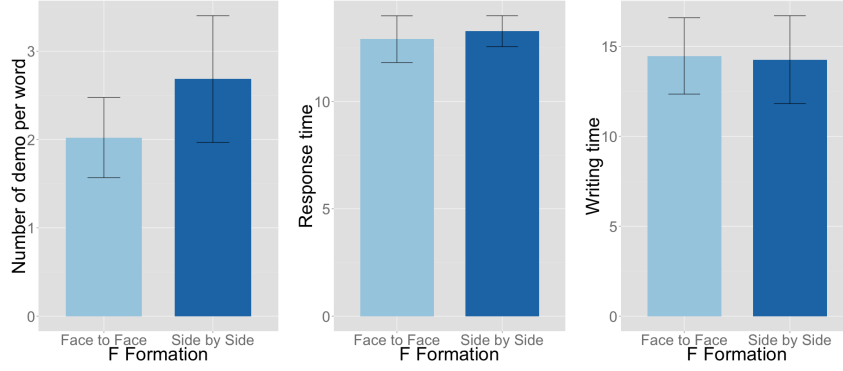 Number of demo per word
3
2
1
0
Face to Face Side by Side
F Formation
Response time
10
5
0
Face to Face Side by Side
F Formation
Writing time
15
10
5
0
Face to Face Side by Side
F Formation